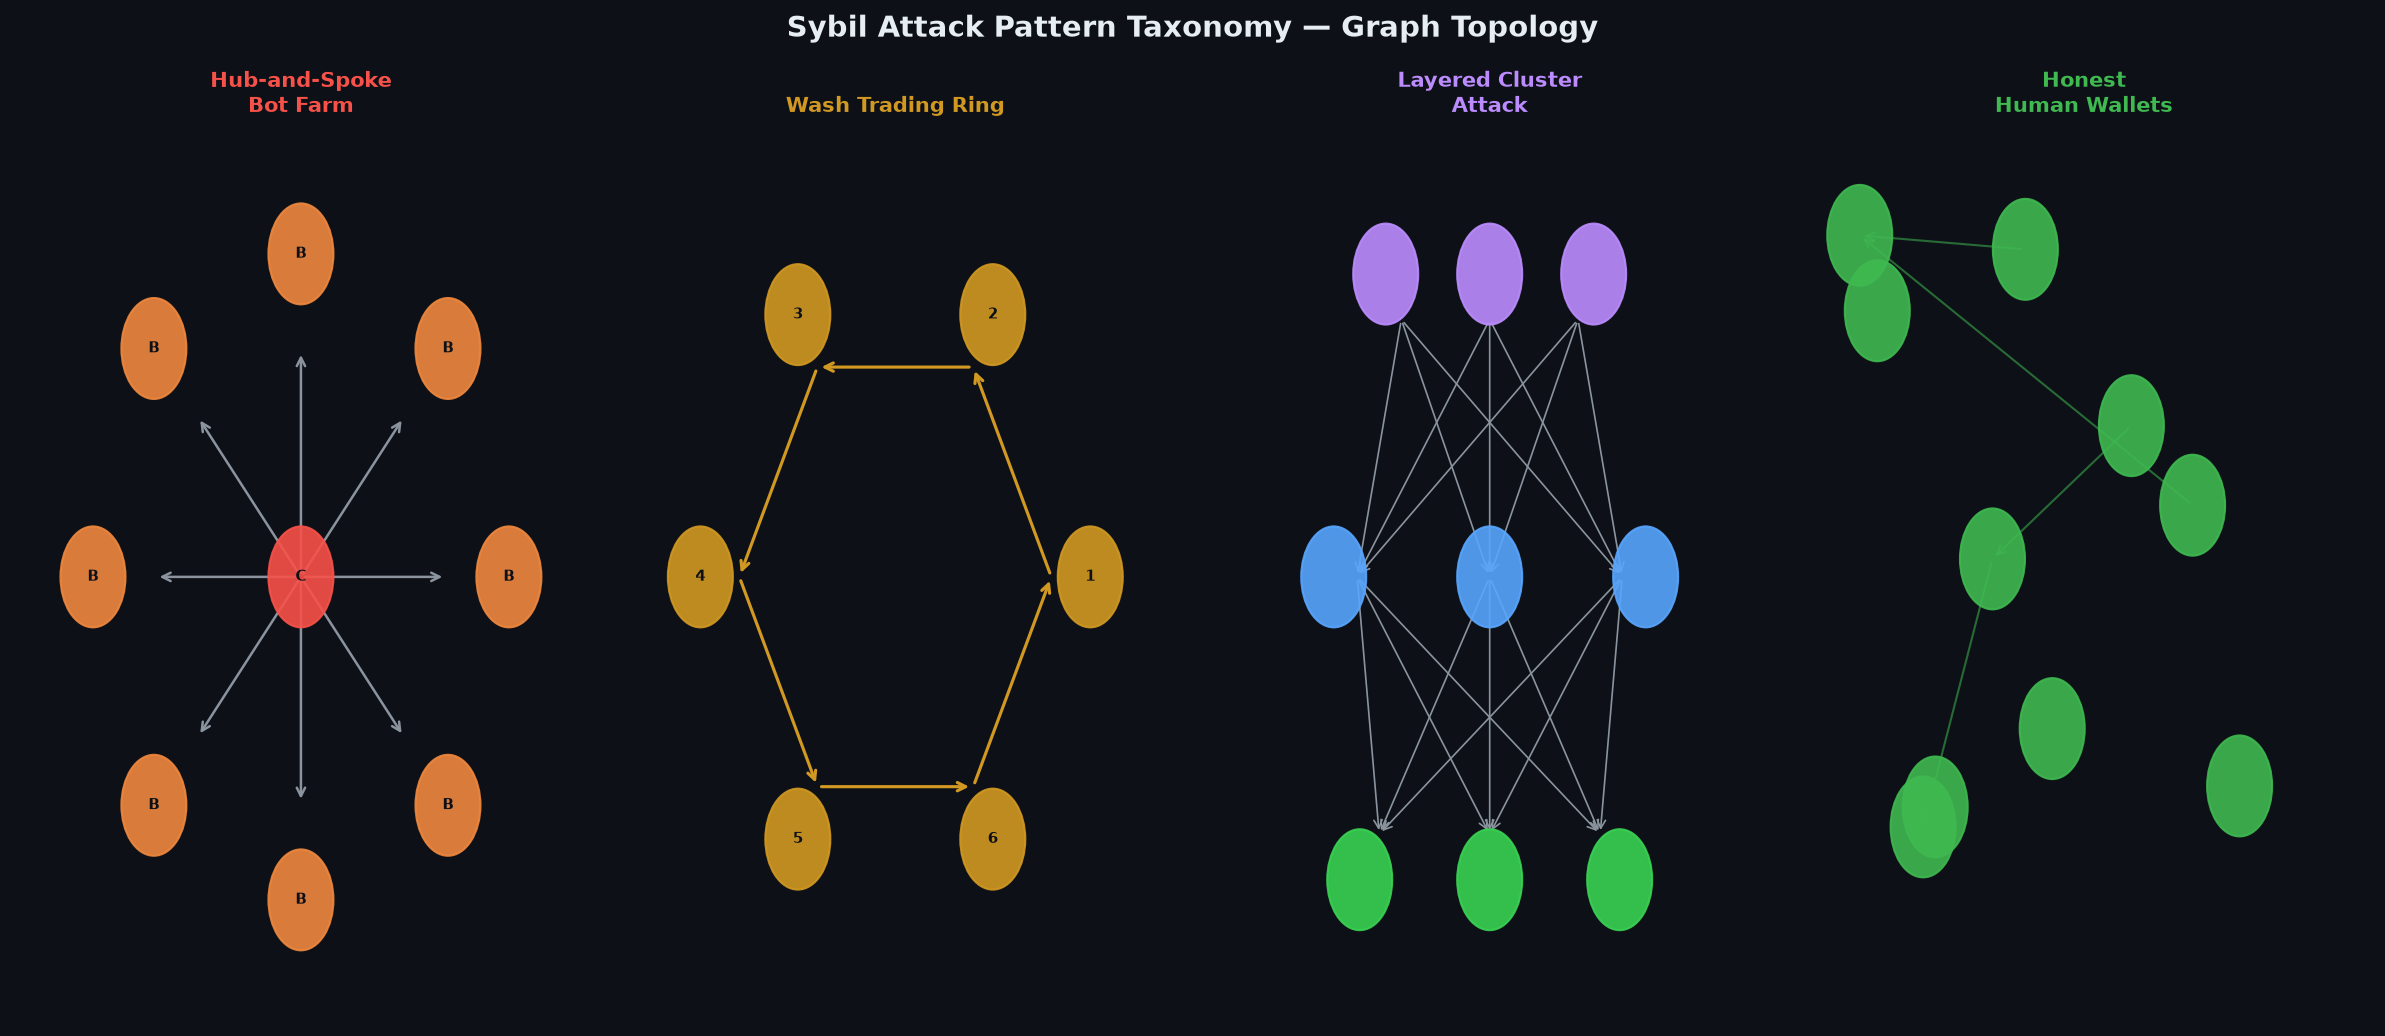 Sybil Attack Pattern Taxonomy — Graph Topology
Hub-and-Spoke
Bot Farm
B
B
B
B
C
B
B
B
B
Wash Trading Ring
3
2
4
1
5
6
Layered Cluster
Attack
Honest
Human Wallets